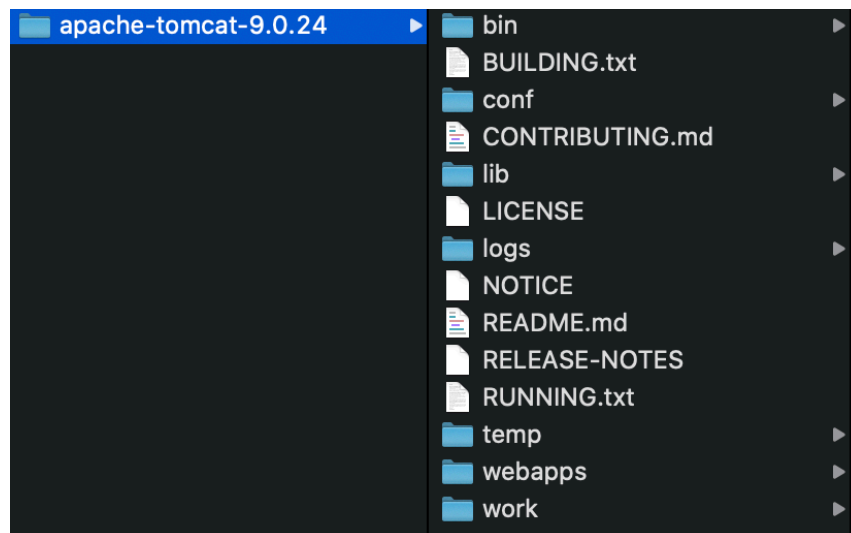 apache-tomcat-9.0.24
bin
BUILDING.txt
conf
CONTRIBUTING.md
lib
LICENSE
logs
NOTICE
README.md
RELEASE-NOTES
RUNNING.txt
temp
webapps
work